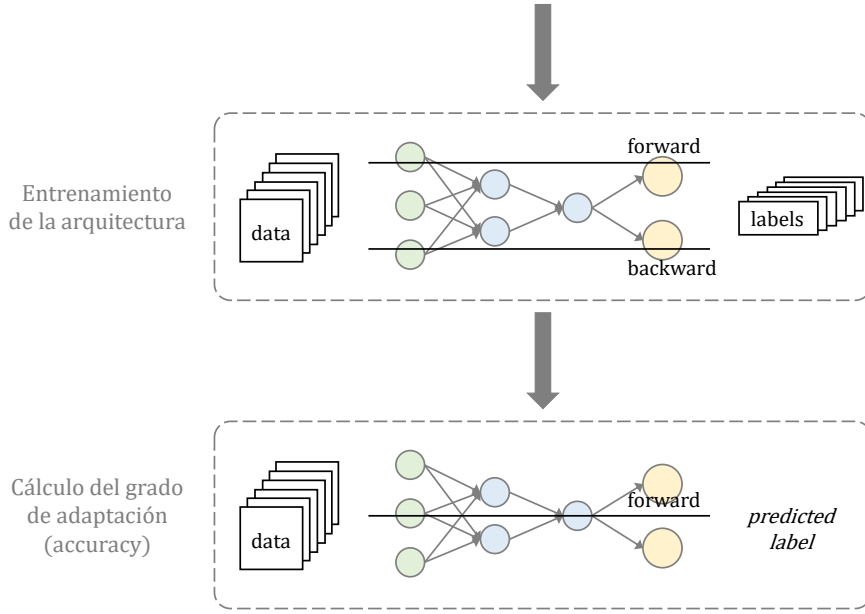 forward
Entrenamiento
de la arquitectura
data
labels
backward
Cálculo del grado
de adaptación
(accuracy)
data
forward
predicted
label